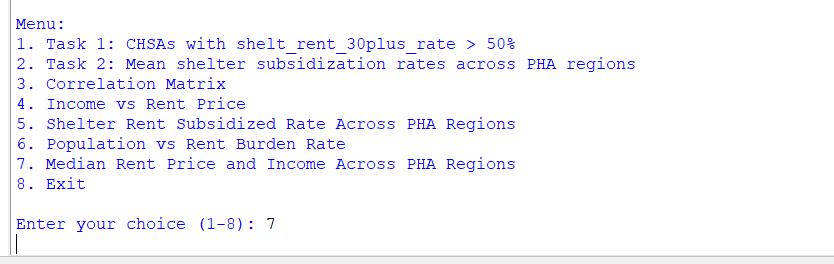 Menu:
1. Task 1: CHSAs with shelt_rent_30plus_rate > 50%
2. Task 2: Mean shelter subsidization rates across PHA regions
3. Correlation Matrix
4. Income vs Rent Price
5. Shelter Rent Subsidized Rate Across PHA Regions
6. Population vs Rent Burden Rate
7. Median Rent Price and Income Across PHA Regions
8. Exit
Enter your choice (1-8): 7